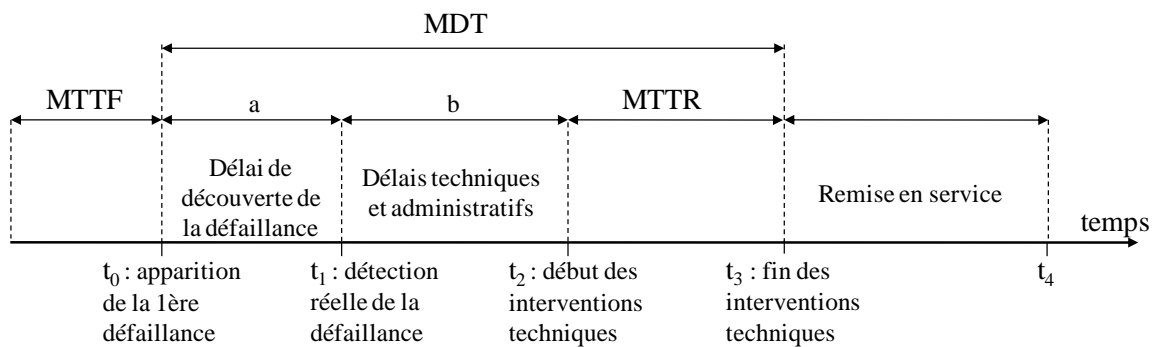 MDT
MTTF
a
b
MTTR
Délai de
découverte de
la défaillance
Délais techniques
et administratifs
Remise en service
temps
t0 : apparition
de la 1ère
défaillance
t1 : détection
réelle de la
défaillance
t2 : début des
interventions
techniques
t3 : fin des
interventions
techniques
t4